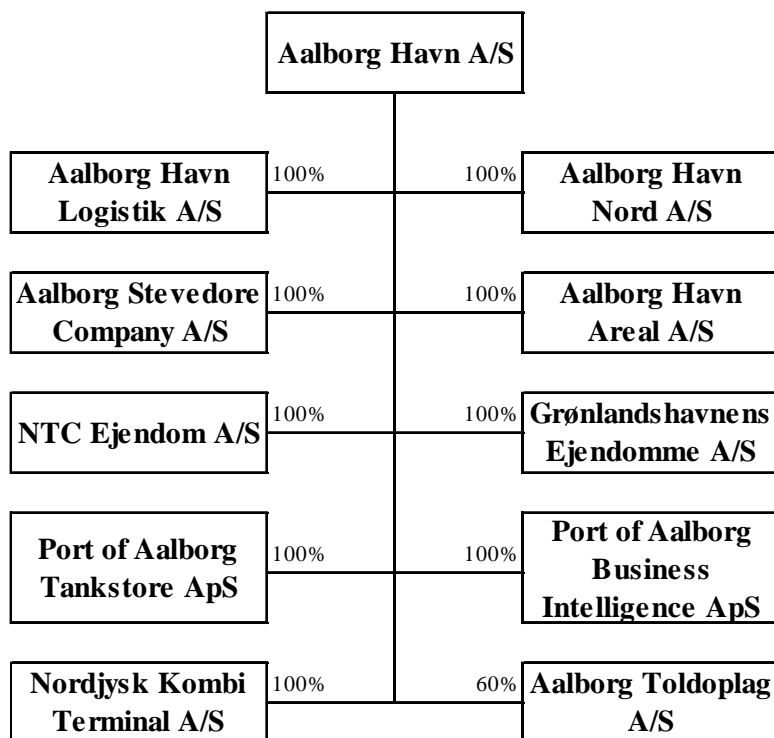 Aalborg Havn A/S
Aalborg Havn
Logistik A/S
100%
100%
Aalborg Havn
Nord A/S
Aalborg Stevedore
Company A/S
100%
100%
Aalborg Havn
Areal A/S
NTC Ejendom A/S
100%
100%
Grønlandshavnens
Ejendomme A/S
Port of Aalborg
Tankstore ApS
100%
100%
Port of Aalborg
Business
Intelligence ApS
Nordjysk Kombi
Terminal A/S
100%
60%
Aalborg Toldoplag
A/S